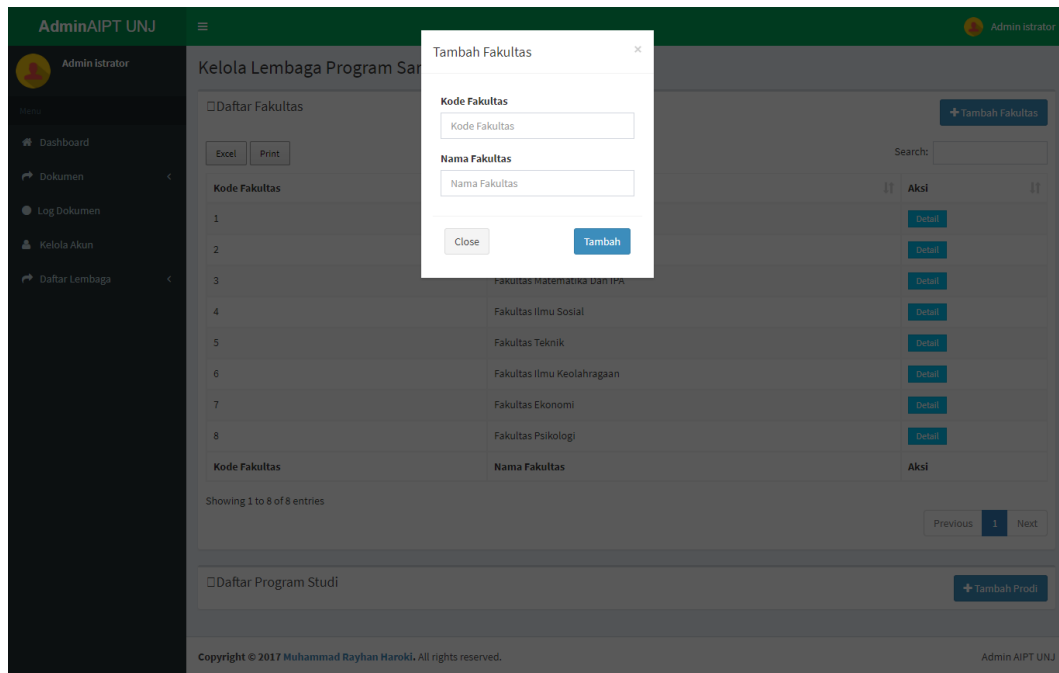 AdminAIPT UNJ
Admin istrator
Admin istrator
Menu
Dashboard
Dokumen
Log Dokumen
Kelola Akun
Daftar Lembaga
Kelola Lembaga Program Sar
Daftar Fakultas
Tambah Fakultas
Excel Print
Search:
Kode Fakultas Aksi
1 Detail
2 Detail
3 Fakultas Matematika Dan IPA Detail
4 Fakultas Ilmu Sosial Detail
5 Fakultas Teknik Detail
6 Fakultas Ilmu Keolahragaan Detail
7 Fakultas Ekonomi Detail
8 Fakultas Psikologi Detail
Kode Fakultas Nama Fakultas Aksi
Showing 1 to 8 of 8 entries
Previous 1 Next
Daftar Program Studi
Tambah Prodi
Copyright © 2017 Muhammad Rayhan Haroki. All rights reserved. Admin AIPT UNJ
Tambah Fakultas ×
Kode Fakultas
Kode Fakultas
Nama Fakultas
Nama Fakultas
Close Tambah